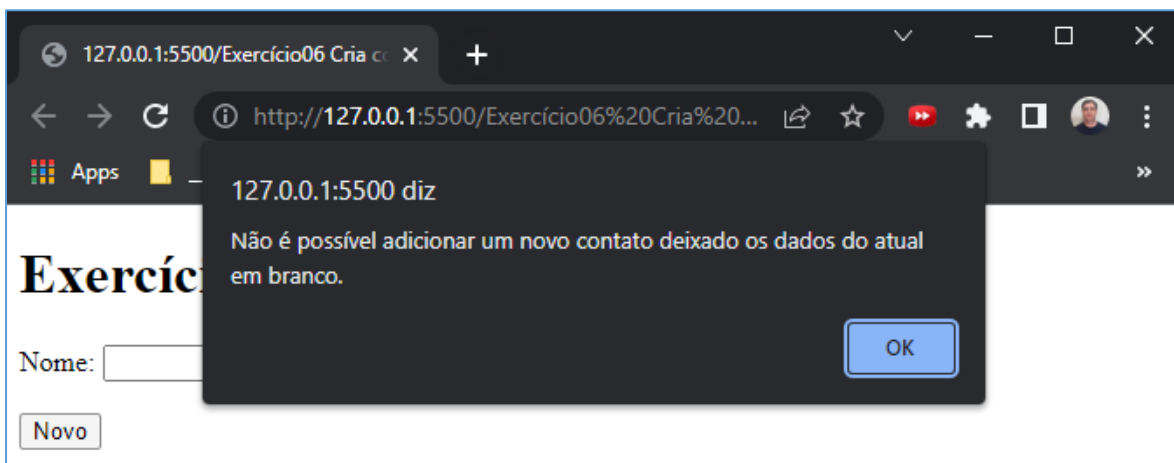 127.0.0.1:5500/Exercício06 Cria co
http://127.0.0.1:5500/Exercício06%20Cria%20...
Apps
127.0.0.1:5500 diz
Não é possível adicionar um novo contato deixado os dados do atual
em branco.
OK
Exercíc
Nome:
Novo